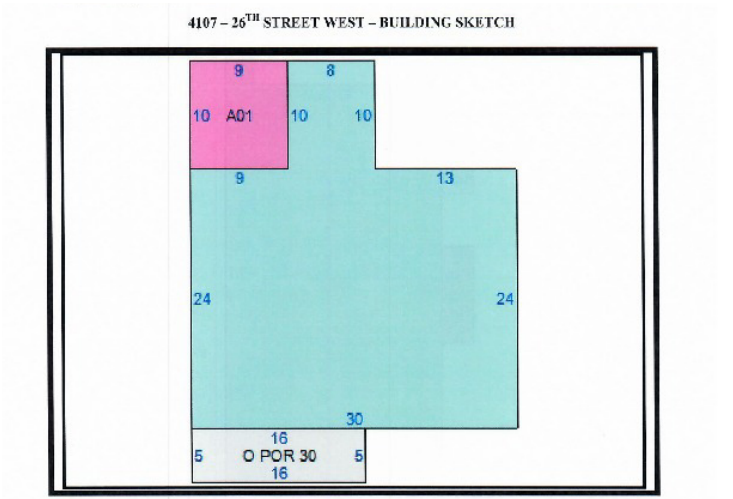 4107 – 26TH STREET WEST – BUILDING SKETCH
9 8
10 A01 10 10
9 13
24 24
30
16
5 O POR 30 5
16